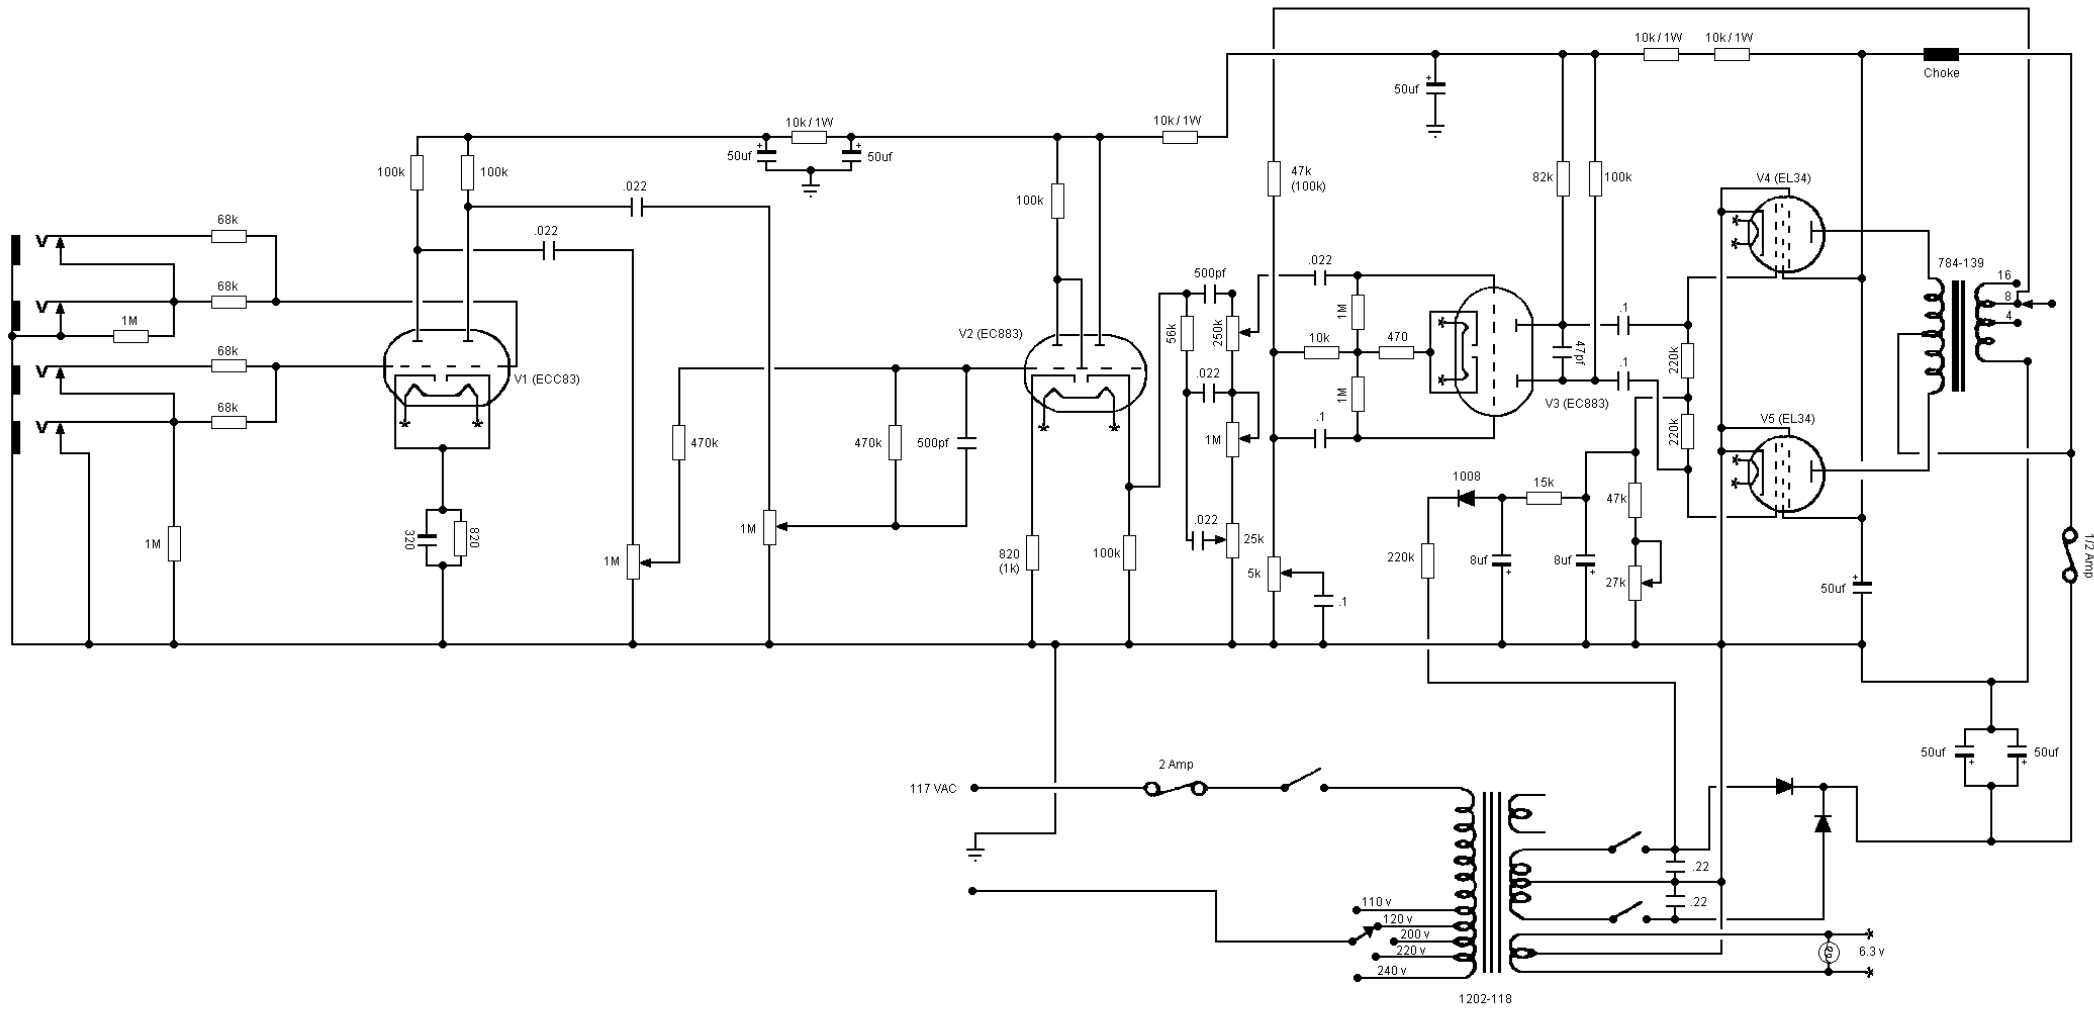 10k / 1W
10k / 1W
Choke
50uf
10k / 1W
10k / 1W
50uf
50uf
100k
100k
.022
.022
100k
47k
(100k)
82k
100k
V4 (EL34)
68k
68k
1M
68k
68k
1M
V1 (ECC83)
320
820
1M
470k
1M
470k
500pf
V2 (EC883)
820
(1k)
100k
500pf
56k
250k
.022
1M
.022
25k
.022
1M
10k
470
1M
.1
5k
.1
47pf
V3 (EC883)
.1
.1
220k
220k
V5 (EL34)
784-139
16
8
4
1008
15k
220k
8uf
8uf
47k
27k
50uf
1/2 Amp
50uf
50uf
117 VAC
2 Amp
.22
.22
110 v
120 v
200 v
220 v
240 v
6.3 v
1202-118